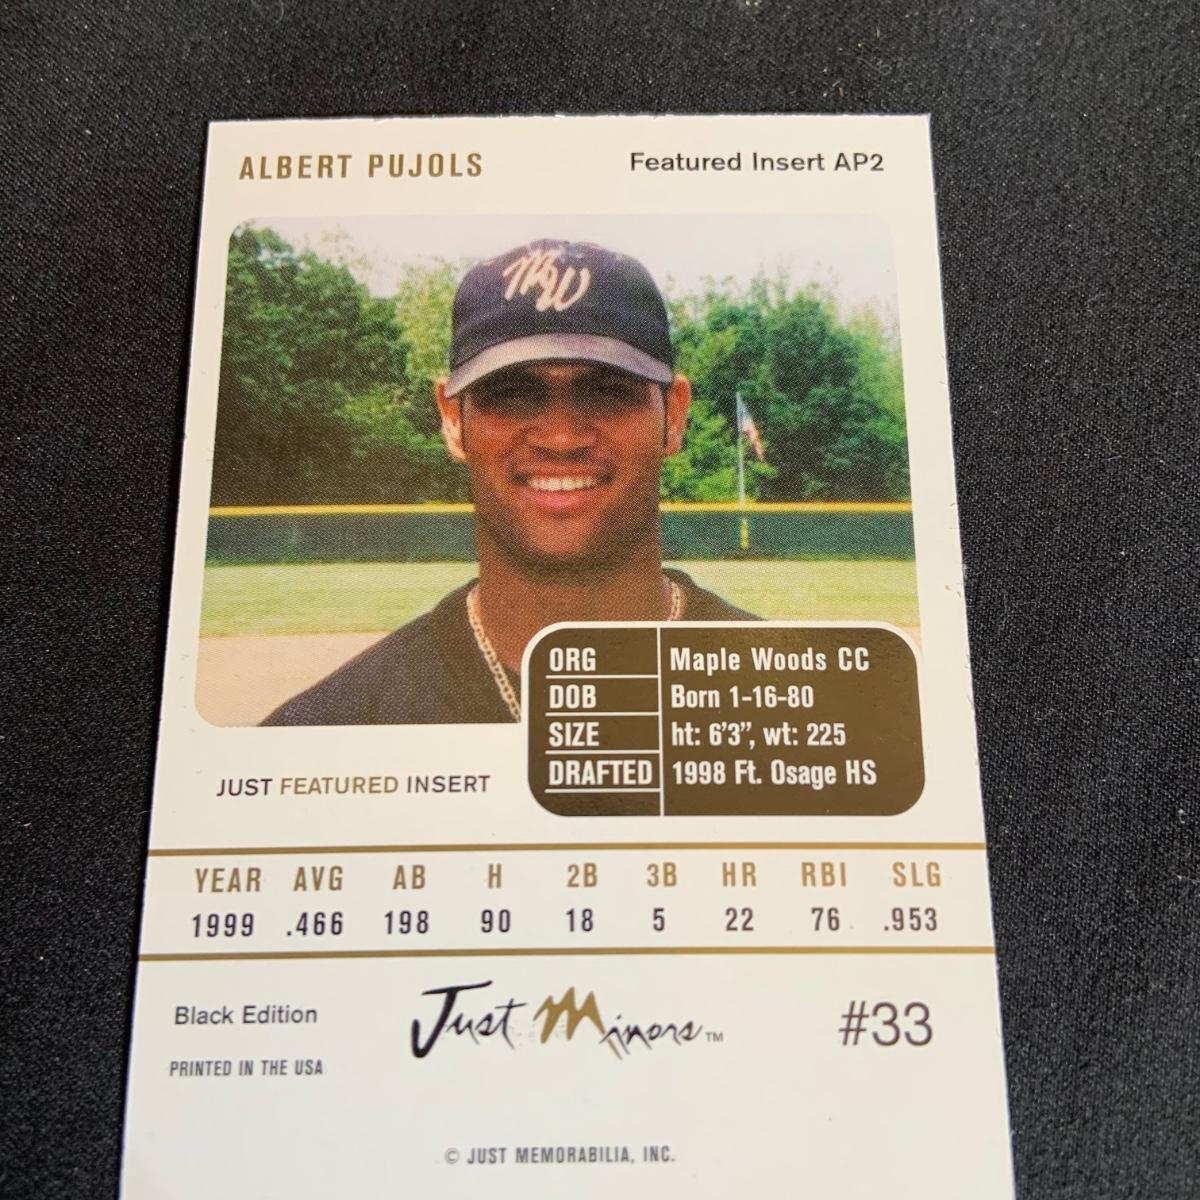 ALBERT PUJOLS Featured Insert AP2
MW
ORG Maple Woods CC
DOB Born 1-16-80
SIZE ht: 6'3”, wt: 225
DRAFTED 1998 Ft. Osage HS
JUST FEATURED INSERT
YEAR AVG AB H 2B 3B HR RBI SLG
1999 .466 198 90 18 5 22 76 .953
Black Edition Just Minors™ #33
PRINTED IN THE USA
© JUST MEMORABILIA, INC.